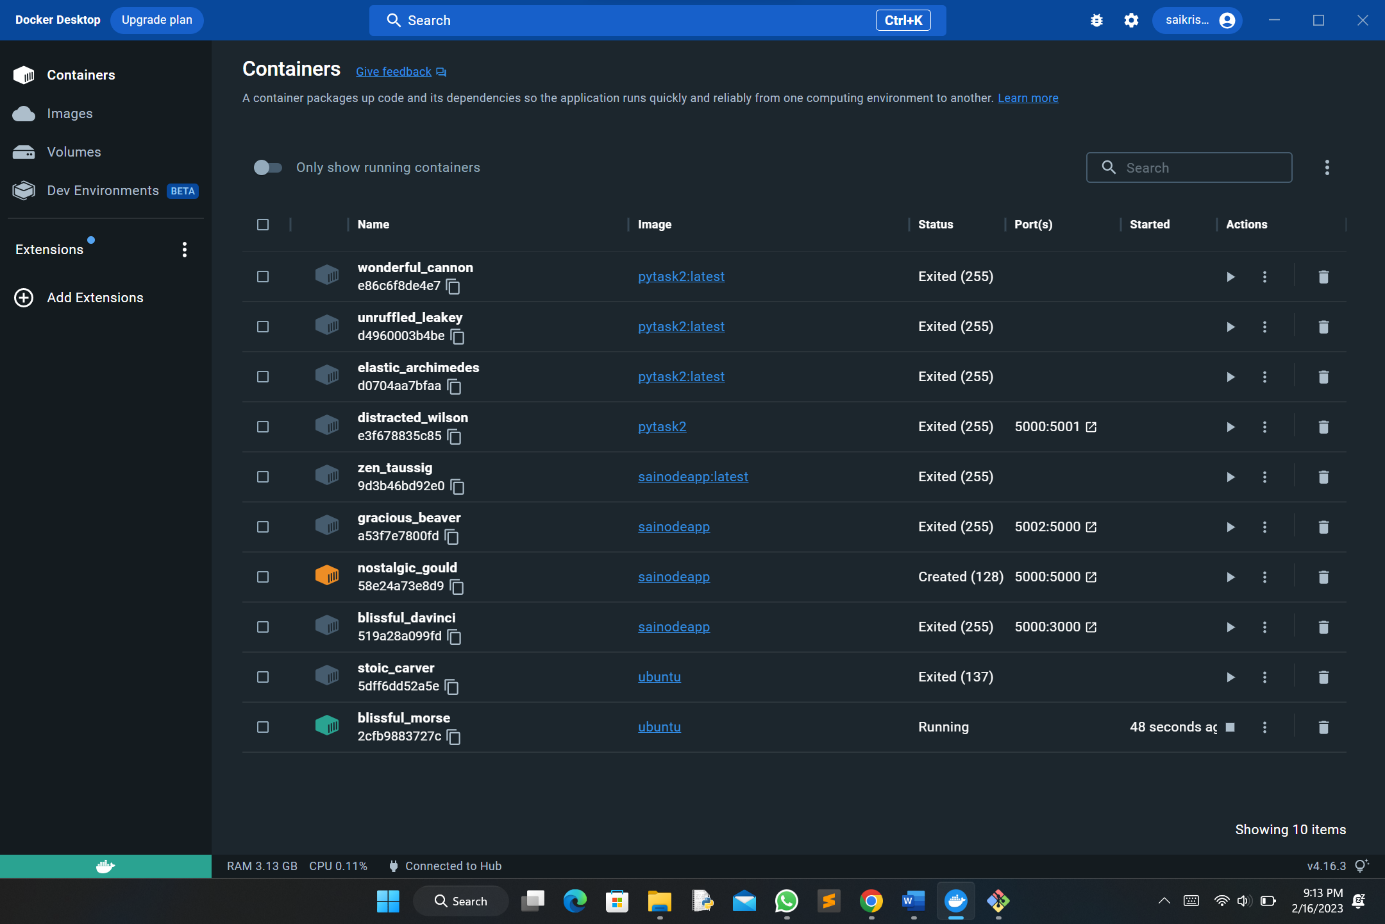 Docker Desktop Upgrade plan Search Ctrl+K saikris...
Containers
Images
Volumes
Dev Environments BETA
Extensions
Add Extensions
Containers Give feedback
A container packages up code and its dependencies so the application runs quickly and reliably from one computing environment to another. Learn more
Only show running containers Search
Name Image Status Port(s) Started Actions
wonderful_cannon
e86c6f8de4e7 pytask2:latest Exited (255)
unruffled_leakey
d4960003b4be pytask2:latest Exited (255)
elastic_archimedes
d0704aa7bfaa pytask2:latest Exited (255)
distracted_wilson
e3f678835c85 pytask2 Exited (255) 5000:5001
zen_taussig
9d3b46bd92e0 sainodeapp:latest Exited (255)
gracious_beaver
a53f7e7800fd sainodeapp Exited (255) 5002:5000
nostalgic_gould
58e24a73e8d9 sainodeapp Created (128) 5000:5000
blissful_davinci
519a28a099fd sainodeapp Exited (255) 5000:3000
stoic_carver
5dff6dd52a5e ubuntu Exited (137)
blissful_morse
2cfb9883727c ubuntu Running 48 seconds ag
Showing 10 items
RAM 3.13 GB CPU 0.11% Connected to Hub v4.16.3
Search
9:13 PM
2/16/2023